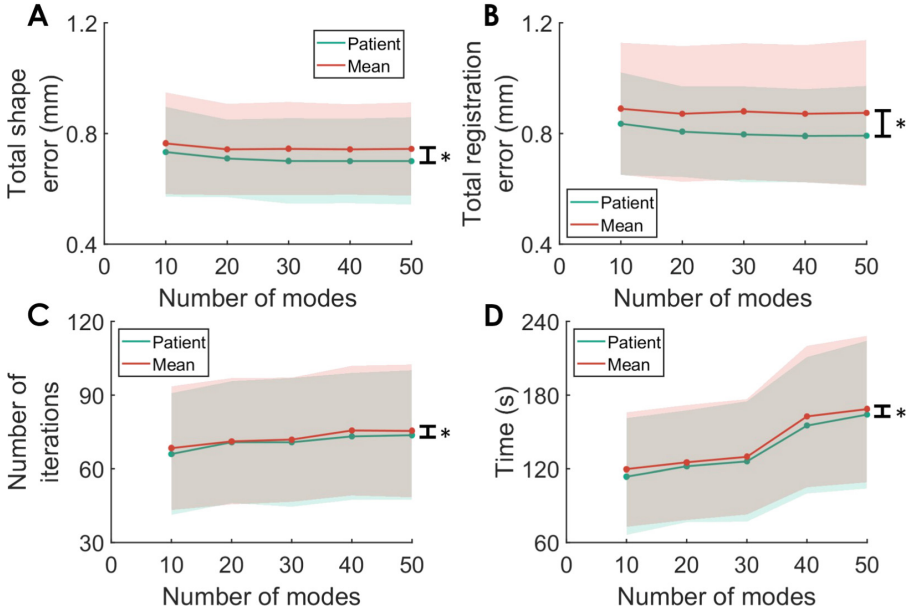 A
Total shape
error (mm)
1.2
0.8
0.4
Patient
Mean
*
0 10 20 30 40 50
Number of modes
B
Total registration
error (mm)
1.2
0.8
0.4
Patient
Mean
*
0 10 20 30 40 50
Number of modes
C
Number of
iterations
120
90
60
30
Patient
Mean
*
0 10 20 30 40 50
Number of modes
D
Time (s)
240
180
120
60
Patient
Mean
*
0 10 20 30 40 50
Number of modes